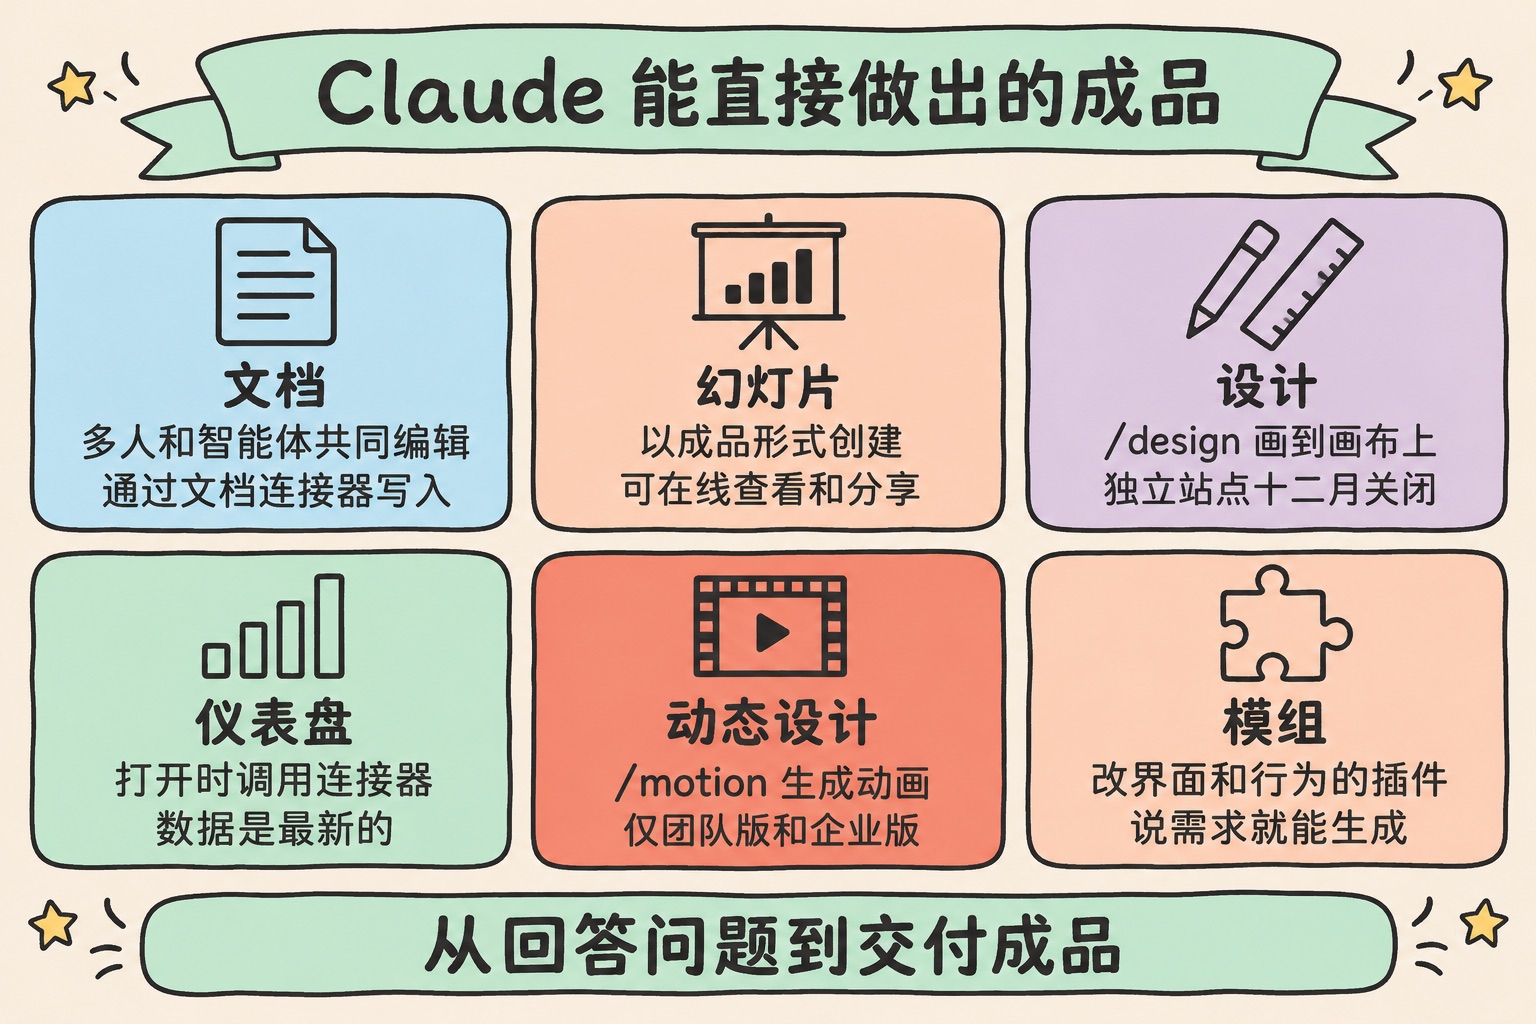 Claude 能直接做出的成品
文档
多人和智能体共同编辑
通过文档连接器写入
幻灯片
以成品形式创建
可在线查看和分享
设计
/design 画到画布上
独立站点十二月关闭
仪表盘
打开时调用连接器
数据是最新的
动态设计
/motion 生成动画
仅团队版和企业版
模组
改界面和行为的插件
说需求就能生成
从回答问题到交付成品